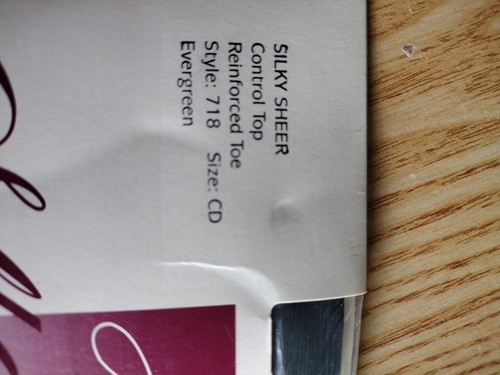 SILKY SHEER
Control Top
Reinforced Toe
Style: 718 Size: CD
Evergreen